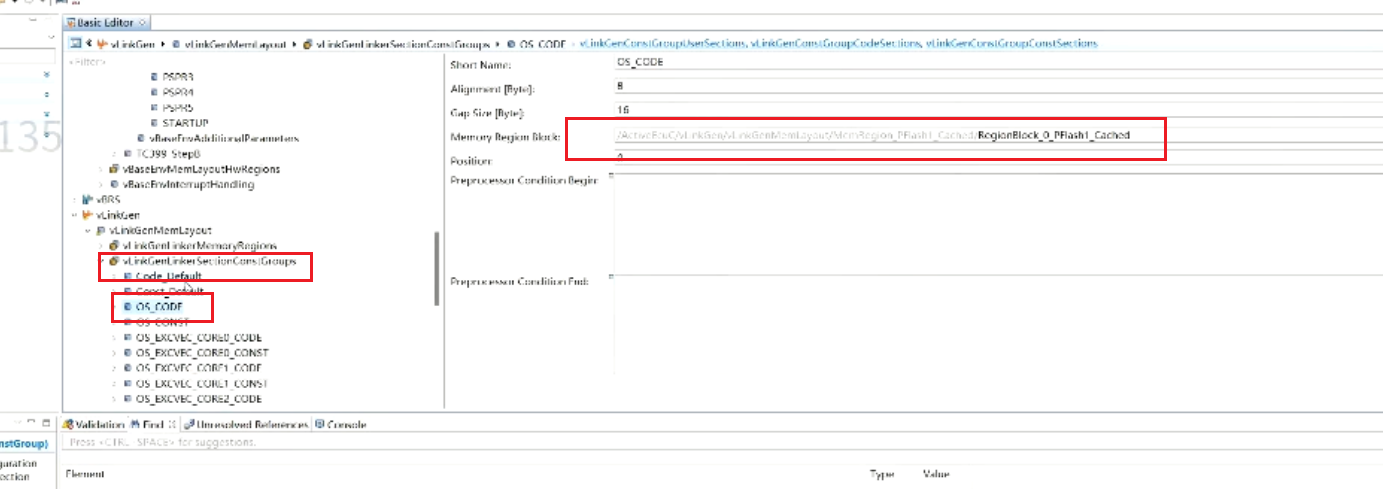 135
Basic Editor
vLinkGen vLinkGenMemLayout vLinkGenLinkerSectionConstGroups OS_CODE vLinkGenConstGroupUserSections, vLinkGenConstGroupCodeSections, vLinkGenConstGroupConstSections
<Filter>
PSPR3
PSPR4
PSPR5
STARTUP
vBaseEnvAdditionalParameters
TC399_StepB
vBaseEnvMemLayoutHwRegions
vBaseEnvInterruptHandling
vBRS
vLinkGen
vLinkGenMemLayout
vLinkGenLinkerMemoryRegions
vLinkGenLinkerSectionConstGroups
Code_Default
Const_Default
OS_CODE
OS_CONST
OS_EXCVEC_CORE0_CODE
OS_EXCVEC_CORE0_CONST
OS_EXCVEC_CORE1_CODE
OS_EXCVEC_CORE1_CONST
OS_EXCVEC_CORE2_CODE
Short Name: OS_CODE
Alignment [Byte]: 8
Gap Size [Byte]: 16
Memory Region Block: /ActiveEcuC/vLinkGen/vLinkGenMemLayout/MemRegion_PFlash1_Cached/RegionBlock_0_PFlash1_Cached
Position:
Preprocessor Condition Begin:
Preprocessor Condition End:
Validation Find Unresolved References Console
Press <CTRL+SPACE> for suggestions.
Element Type Value
nstGroup)
guration
ection